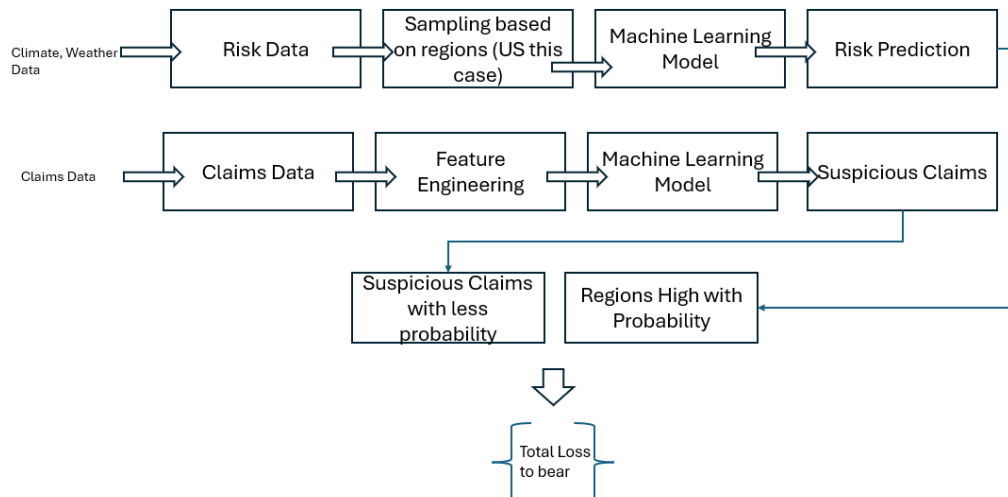 Climate, Weather
Data
Risk Data
Sampling based
on regions (US this
case)
Machine Learning
Model
Risk Prediction
Claims Data
Claims Data
Feature
Engineering
Machine Learning
Model
Suspicious Claims
Suspicious Claims
with less
probability
Regions High with
Probability
Total Loss
to bear